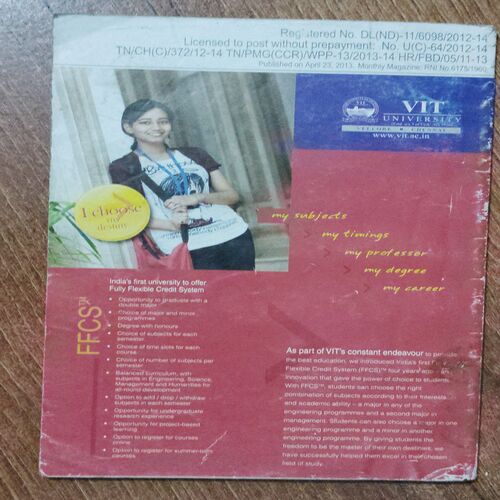 Registered No. DL(ND)-11/6098/2012-14
Licensed to post without prepayment: No. U(C)-64/2012-14
TN/CH(C)/372/12-14 TN/PMG(CCR)/WPP-13/2013-14 HR/FBD/05/11-13
Published on April 23, 2013. Monthly Magazine; RNI No.6175/1960
VIT
UNIVERSITY
VELLORE CHENNAI
www.vit.ac.in
I choose
my
destiny
my subjects
my timings
my professor
my degree
my career
FFCS™
India's first university to offer
Fully Flexible Credit System
• Opportunity to graduate with a
double major
• Choice of major and minor
programmes
• Degree with honours
• Choice of subjects for each
semester
• Choice of time slots for each
course
• Choice of number of subjects per
semester
• Balanced Curriculum, with
subjects in Engineering, Science,
Management and Humanities for
all-round development
• Option to add / drop / withdraw
subjects in each semester
• Opportunity for undergraduate
research experience
• Opportunity for project-based
learning
• Option to register for courses
online
• Option to register for summer-term
courses
As part of VIT's constant endeavour to provide
the best education, we introduced India's first
Flexible Credit System (FFCS)™ four years ago
innovation that gave the power of choice to students.
With FFCS™, students can choose the right
combination of subjects according to their interests
and academic ability – a major in any of the
engineering programmes and a second major in
management. Students can also choose a major in one
engineering programme and a minor in another
engineering programme. By giving students the
freedom to be the master of their own destinies, we
have successfully helped them excel in their chosen
field of study.